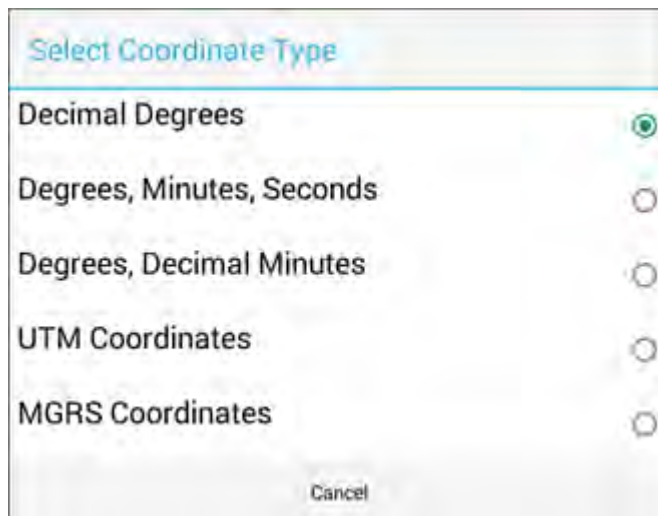 Select Coordinate Type
Decimal Degrees
Degrees, Minutes, Seconds
Degrees, Decimal Minutes
UTM Coordinates
MGRS Coordinates
Cancel